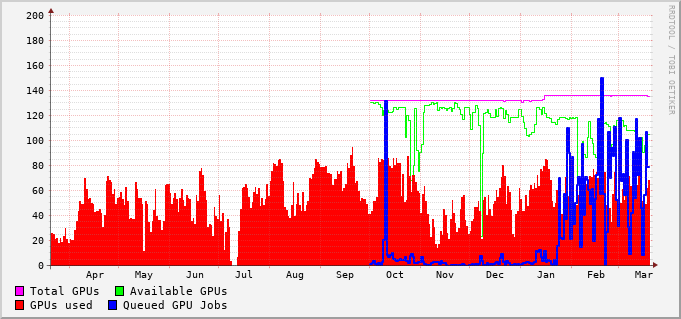 RRDTOOL / TOBI OETIKER
200
180
160
140
120
100
80
60
40
20
0
Apr May Jun Jul Aug Sep Oct Nov Dec Jan Feb Mar
Total GPUs Available GPUs
GPUs used Queued GPU Jobs